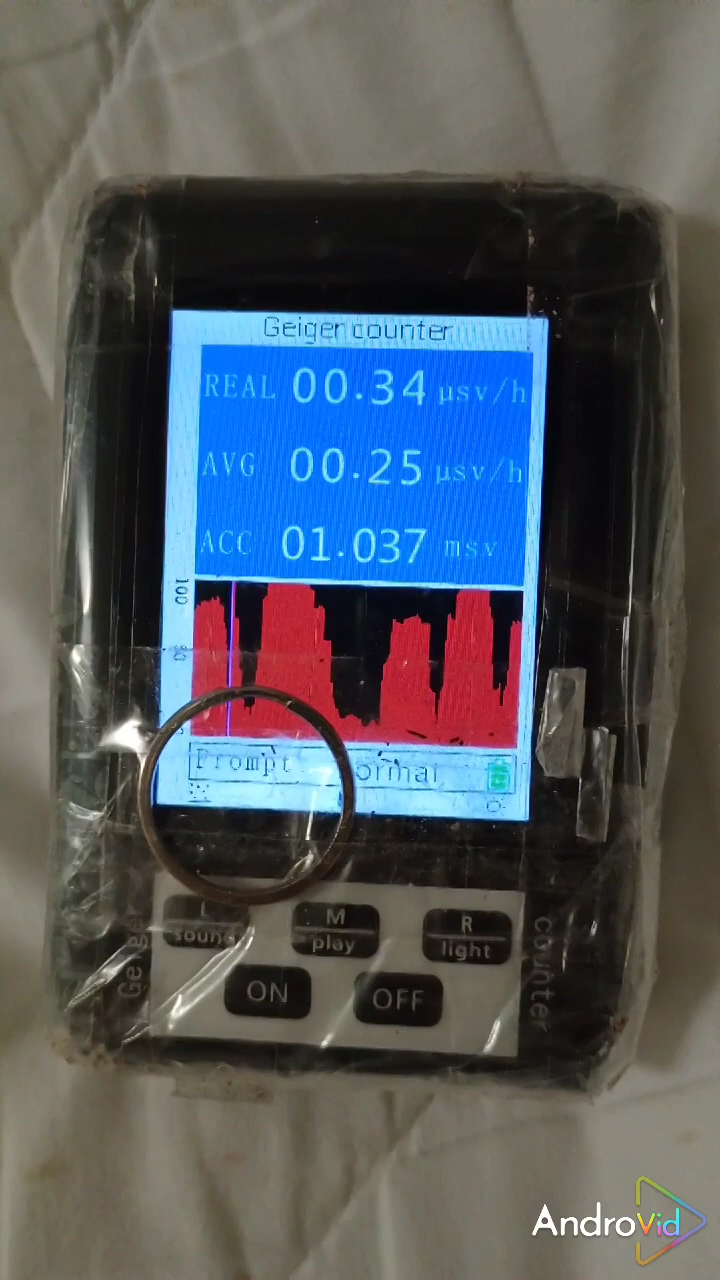 Geiger counter
REAL 00.34 µsv/h
AVG 00.25 µsv/h
ACC 01.037 msv
100
Prompt ormal
L M R
sound play light
ON OFF
Geiger
counter
AndroVid